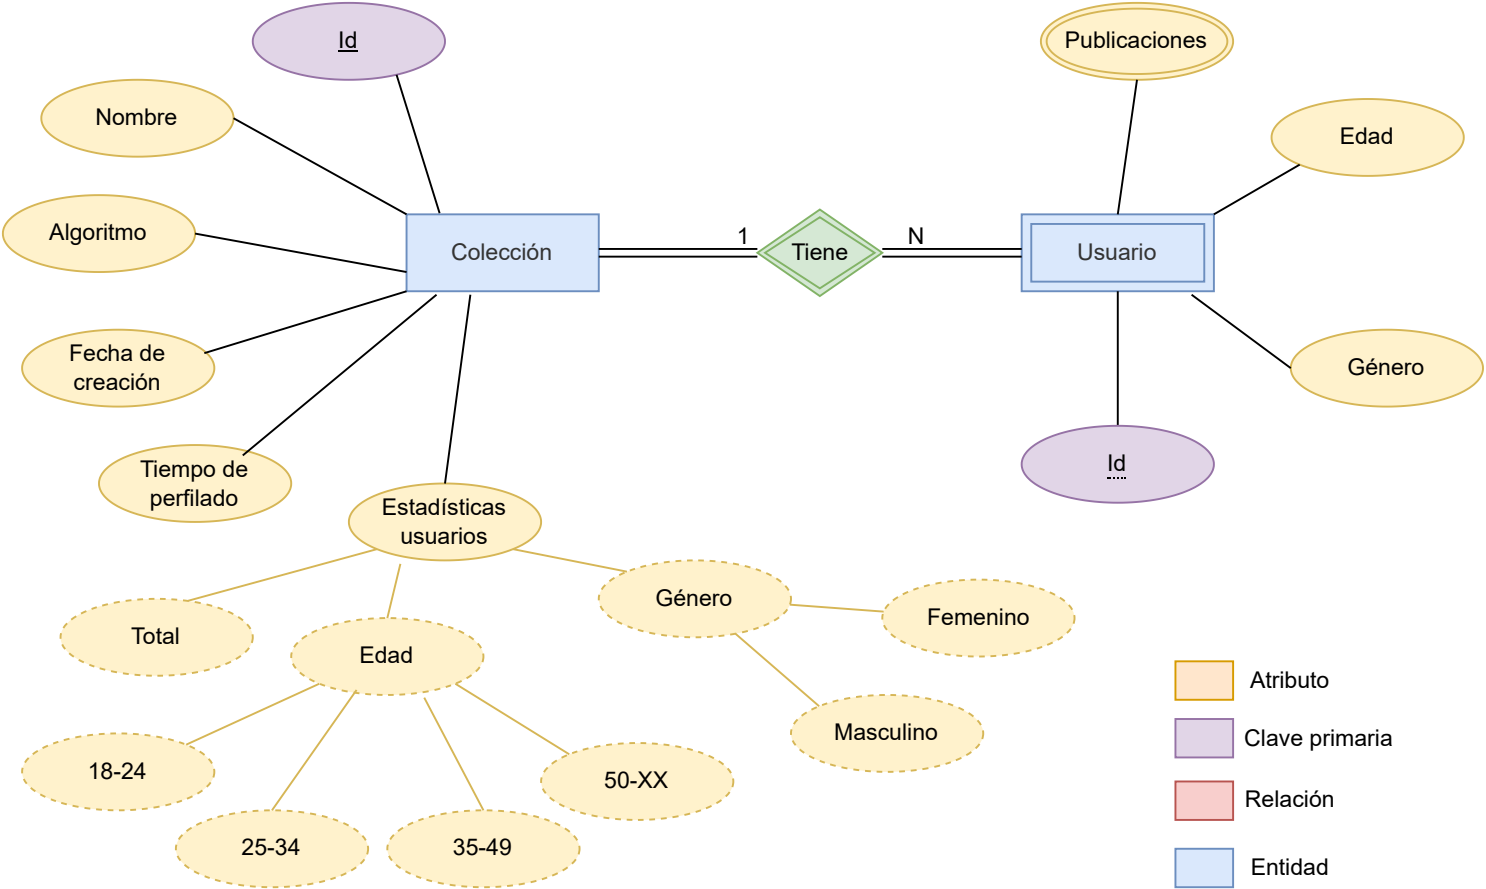 Id
Publicaciones
Nombre
Edad
Algoritmo
Colección
1
Tiene
N
Usuario
Fecha de
creación
Género
Tiempo de
perfilado
Id
Estadísticas
usuarios
Total
Edad
Género
Femenino
Masculino
18-24
25-34
35-49
50-XX
Atributo
Clave primaria
Relación
Entidad